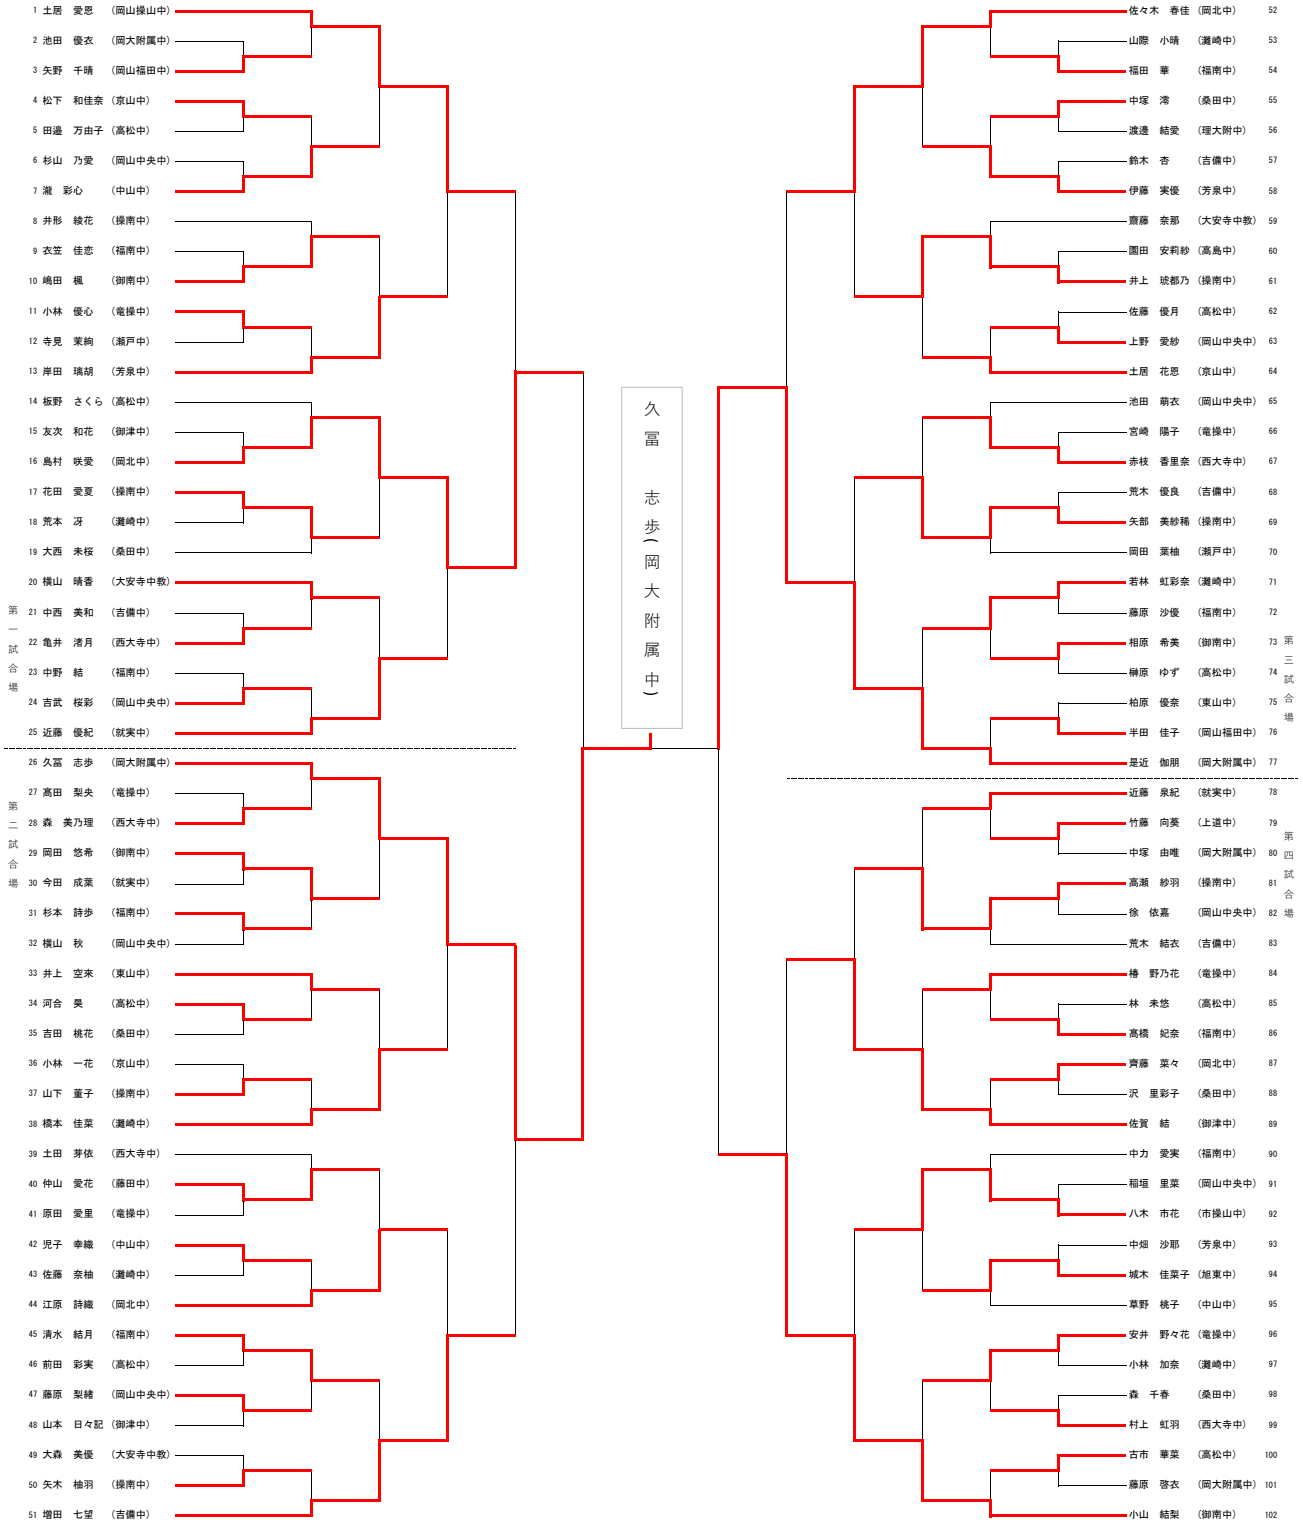 1 土居 愛恩 (岡山操山中)
2 池田 優衣 (岡大附属中)
3 矢野 千晴 (岡山福田中)
4 松下 和佳奈 (京山中)
5 田邉 万由子 (高松中)
6 杉山 乃愛 (岡山中央中)
7 瀧 彩心 (中山中)
8 井形 綾花 (操南中)
9 衣笠 佳恋 (福南中)
10 嶋田 楓 (御南中)
11 小林 優心 (竜操中)
12 寺見 茉絢 (瀬戸中)
13 岸田 璃胡 (芳泉中)
14 板野 さくら (高松中)
15 友次 和花 (御津中)
16 島村 咲愛 (岡北中)
17 花田 愛夏 (操南中)
18 荒本 冴 (灘崎中)
19 大西 未桜 (桑田中)
20 横山 晴香 (大安寺中教)
21 中西 美和 (吉備中)
22 亀井 渚月 (西大寺中)
23 中野 結 (福南中)
24 吉武 桜彩 (岡山中央中)
25 近藤 優紀 (就実中)
第一試合場
26 久冨 志歩 (岡大附属中)
27 髙田 梨央 (竜操中)
28 森 美乃理 (西大寺中)
29 岡田 悠希 (御南中)
30 今田 成葉 (就実中)
31 杉本 詩歩 (福南中)
32 横山 秋 (岡山中央中)
33 井上 空来 (東山中)
34 河合 昊 (高松中)
35 吉田 桃花 (桑田中)
36 小林 一花 (京山中)
37 山下 菫子 (操南中)
38 橋本 佳菜 (灘崎中)
39 土田 芽依 (西大寺中)
40 仲山 愛花 (藤田中)
41 原田 愛里 (竜操中)
42 児子 幸織 (中山中)
43 佐藤 奈柚 (灘崎中)
44 江原 詩織 (岡北中)
45 清水 結月 (福南中)
46 前田 彩実 (高松中)
47 藤原 梨緒 (岡山中央中)
48 山本 日々記 (御津中)
49 大森 美優 (大安寺中教)
50 矢木 柚羽 (操南中)
51 増田 七望 (吉備中)
第二試合場
久冨 志歩(岡大附属中)
佐々木 春佳 (岡北中) 52
山際 小晴 (灘崎中) 53
福田 華 (福南中) 54
中塚 澪 (桑田中) 55
渡邊 結愛 (理大附中) 56
鈴木 杏 (吉備中) 57
伊藤 実優 (芳泉中) 58
齋藤 奈那 (大安寺中教) 59
園田 安莉紗 (高島中) 60
井上 琥都乃 (操南中) 61
佐藤 優月 (高松中) 62
上野 愛紗 (岡山中央中) 63
土居 花恩 (京山中) 64
池田 萌衣 (岡山中央中) 65
宮崎 陽子 (竜操中) 66
赤枝 香里奈 (西大寺中) 67
荒木 優良 (吉備中) 68
矢部 美紗稀 (操南中) 69
岡田 葉柚 (瀬戸中) 70
若林 虹彩奈 (灘崎中) 71
藤原 沙優 (福南中) 72
相原 希美 (御南中) 73
榊原 ゆず (高松中) 74
柏原 優奈 (東山中) 75
半田 佳子 (岡山福田中) 76
是近 伽朋 (岡大附属中) 77
第三試合場
近藤 泉紀 (就実中) 78
竹藤 向葵 (上道中) 79
中塚 由唯 (岡大附属中) 80
高瀬 紗羽 (操南中) 81
徐 依嘉 (岡山中央中) 82
荒木 結衣 (吉備中) 83
椿 野乃花 (竜操中) 84
林 未悠 (高松中) 85
髙橋 妃奈 (福南中) 86
齊藤 菜々 (岡北中) 87
沢 里彩子 (桑田中) 88
佐賀 結 (御津中) 89
中力 愛実 (福南中) 90
稲垣 里菜 (岡山中央中) 91
八木 市花 (市操山中) 92
中畑 沙耶 (芳泉中) 93
城木 佳菜子 (旭東中) 94
草野 桃子 (中山中) 95
安井 野々花 (竜操中) 96
小林 加奈 (灘崎中) 97
森 千春 (桑田中) 98
村上 虹羽 (西大寺中) 99
古市 華菜 (高松中) 100
藤原 啓衣 (岡大附属中) 101
小山 結梨 (御南中) 102
第四試合場